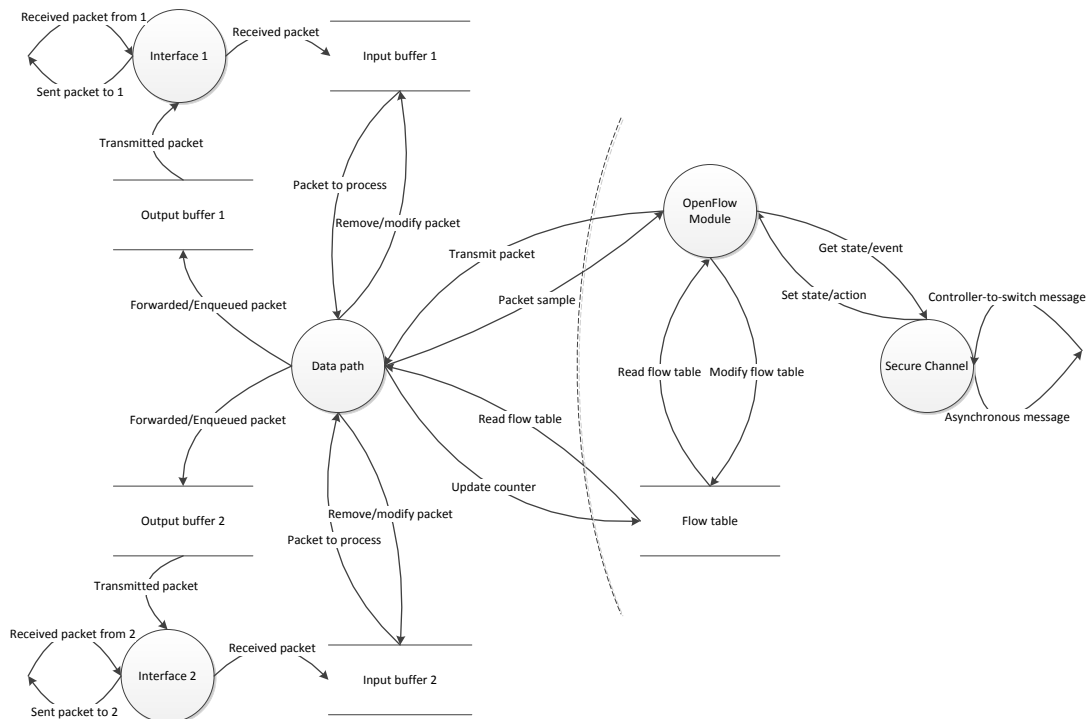 Received packet from 1
Interface 1
Received packet
Input buffer 1
Sent packet to 1
Transmitted packet
Output buffer 1
Packet to process
Remove/modify packet
OpenFlow
Module
Transmit packet
Get state/event
Packet sample
Set state/action
Controller-to-switch message
Forwarded/Enqueued packet
Data path
Read flow table
Modify flow table
Secure Channel
Asynchronous message
Forwarded/Enqueued packet
Read flow table
Update counter
Output buffer 2
Remove/modify packet
Packet to process
Flow table
Transmitted packet
Received packet from 2
Interface 2
Received packet
Input buffer 2
Sent packet to 2